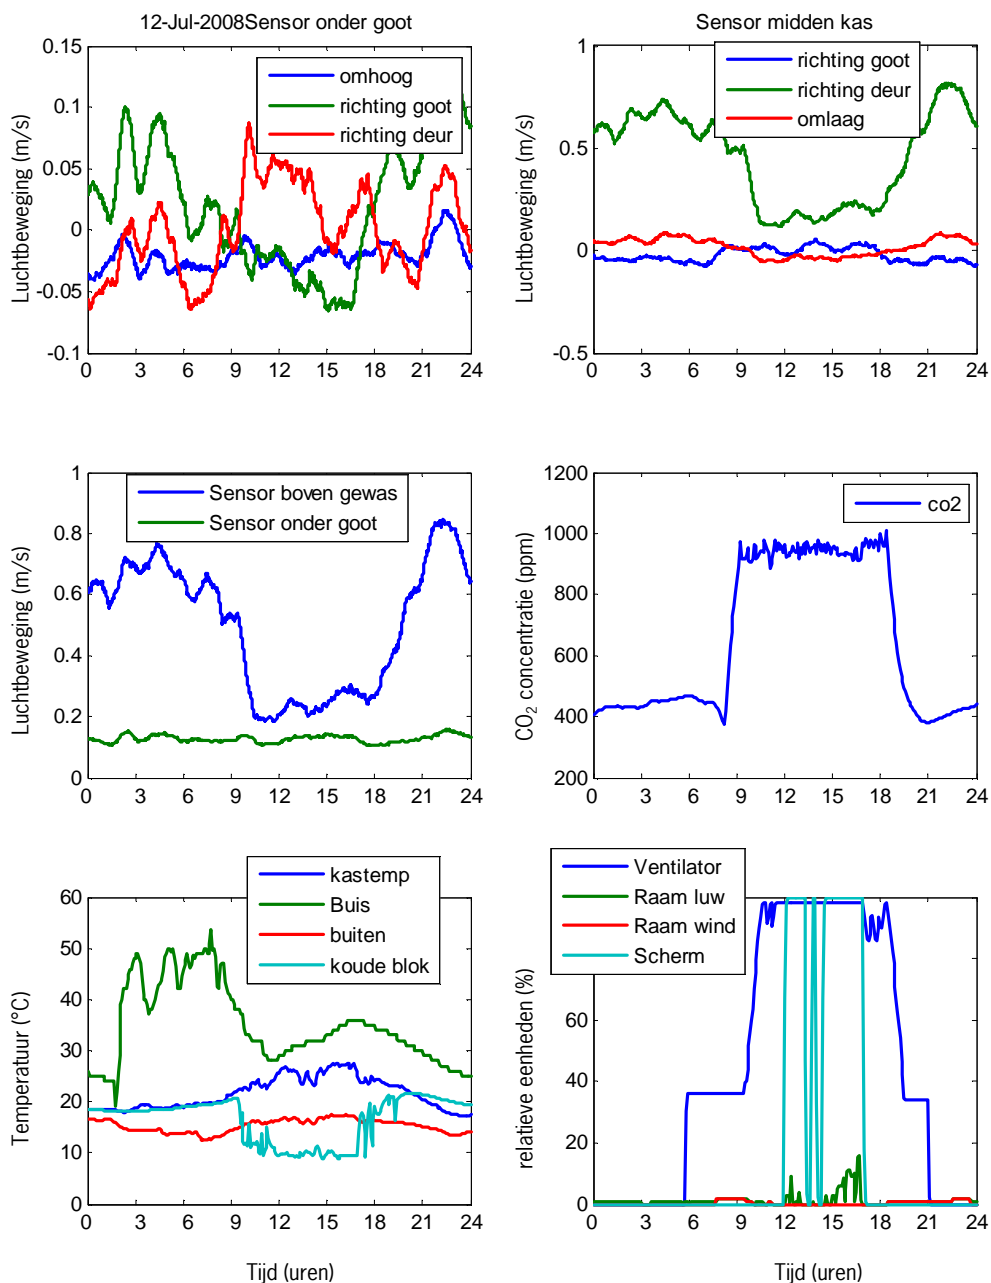 12-Jul-2008Sensor onder goot
Luchtbeweging (m/s)
0.15
0.1
0.05
0
-0.05
-0.1
omhoog
richting goot
richting deur
0 3 6 9 12 15 18 21 24
Sensor midden kas
Luchtbeweging (m/s)
1
0.5
0
-0.5
richting goot
richting deur
omlaag
0 3 6 9 12 15 18 21 24
Luchtbeweging (m/s)
1
0.8
0.6
0.4
0.2
0
Sensor boven gewas
Sensor onder goot
0 3 6 9 12 15 18 21 24
CO2 concentratie (ppm)
1200
1000
800
600
400
200
co2
0 3 6 9 12 15 18 21 24
Temperatuur (°C)
60
50
40
30
20
10
0
kastemp
Buis
buiten
koude blok
0 3 6 9 12 15 18 21 24
Tijd (uren)
relatieve eenheden (%)
80
60
40
20
0
Ventilator
Raam luw
Raam wind
Scherm
0 3 6 9 12 15 18 21 24
Tijd (uren)